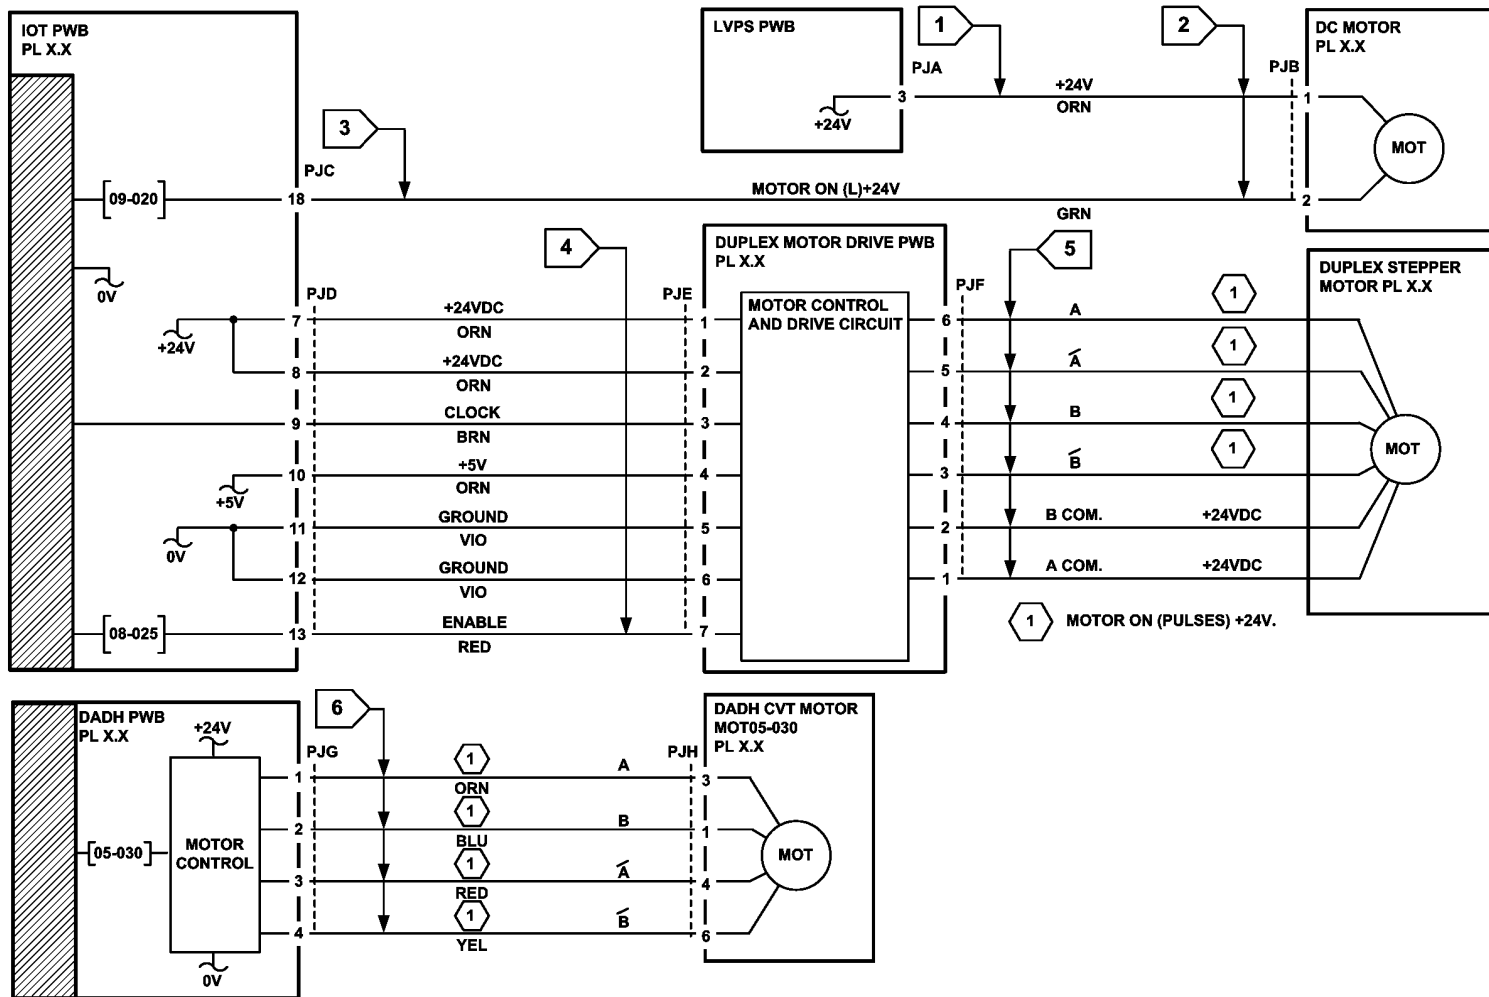 IOT PWB
PL X.X
LVPS PWB
1
2
DC MOTOR
PL X.X
PJA
PJB
3
+24V
ORN
1
+24V
MOT
3
PJC
[09-020]
18
MOTOR ON (L)+24V
GRN
2
0V
4
DUPLEX MOTOR DRIVE PWB
PL X.X
5
DUPLEX STEPPER
MOTOR PL X.X
PJD
PJE
PJF
MOTOR CONTROL
AND DRIVE CIRCUIT
+24V
7
+24VDC
ORN
1
6
A
1
8
+24VDC
ORN
2
5
A̅
1
9
CLOCK
BRN
3
4
B
1
MOT
+5V
10
+5V
ORN
4
3
B̅
1
0V
11
GROUND
VIO
5
2
B COM.
+24VDC
12
GROUND
VIO
6
1
A COM.
+24VDC
[08-025]
13
ENABLE
RED
7
1
MOTOR ON (PULSES) +24V.
DADH PWB
PL X.X
+24V
6
DADH CVT MOTOR
MOT05-030
PL X.X
PJG
PJH
1
1
ORN
A
3
2
1
BLU
B
1
[05-030]
MOTOR
CONTROL
MOT
3
1
RED
A̅
4
4
1
YEL
B̅
6
0V